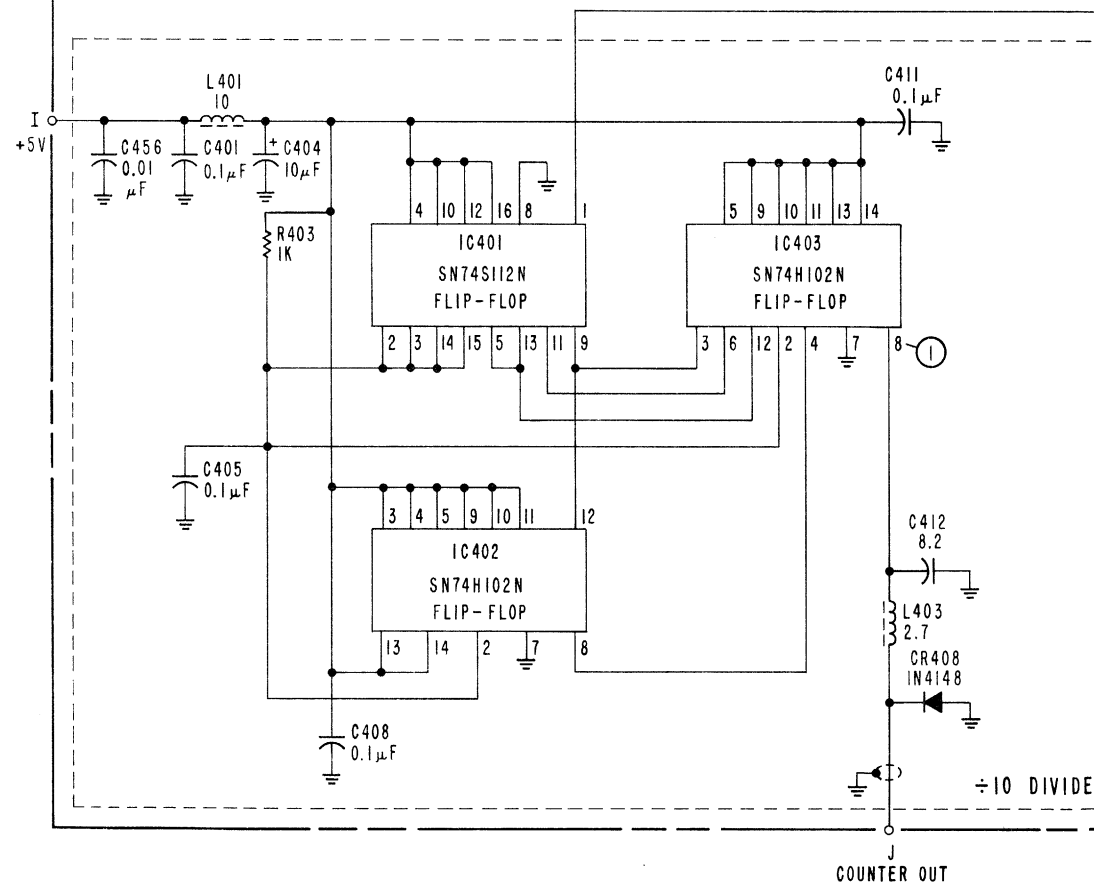 L401
10
C411
0.1µF
I
+5V
C456
0.01
µF
C401
0.1µF
+
C404
10µF
4 10 12 16 8 1
5 9 10 11 13 14
R403
1K
IC401
SN74S112N
FLIP-FLOP
IC403
SN74H102N
FLIP-FLOP
2 3 14 15 5 13 11 9
3 6 12 2 4 7 8
1
C405
0.1µF
3 4 5 9 10 11 12
IC402
SN74H102N
FLIP-FLOP
C412
8.2
13 14 2 7 8
L403
2.7
CR408
1N4148
C408
0.1µF
÷10 DIVIDE
J
COUNTER OUT